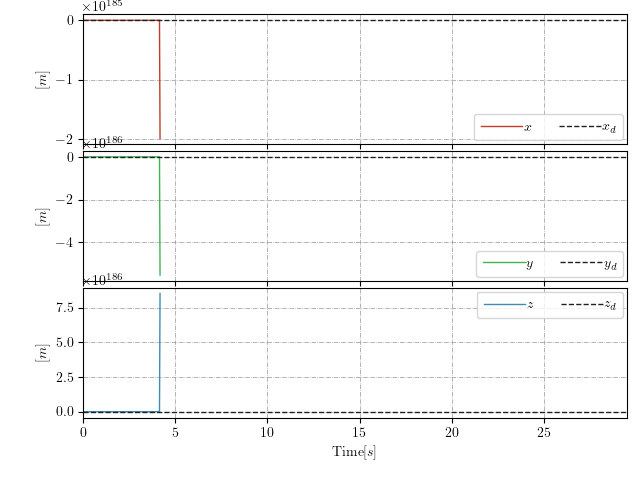 ×10^185
0
[m]
−1
x
x_d
−2
×10^186
0
−2
[m]
−4
y
y_d
×10^186
z
z_d
7.5
5.0
[m]
2.5
0.0
0 5 10 15 20 25
Time[s]